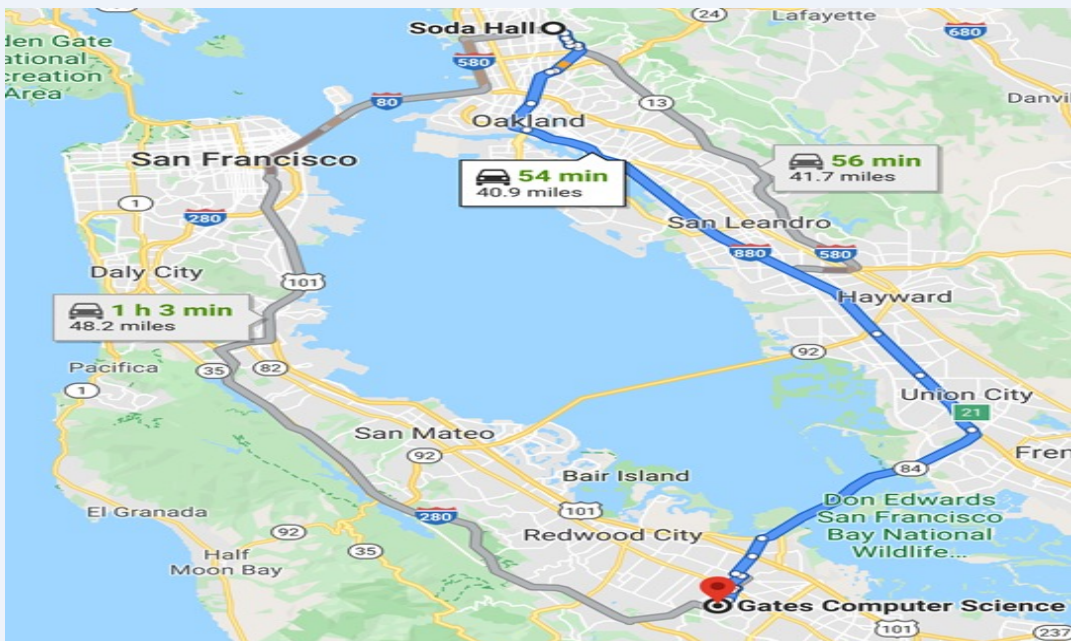 Soda Hall
24
Lafayette
680
den Gate
ational
creation
Area
580
80
13
Danvil
Oakland
San Francisco
54 min
40.9 miles
56 min
41.7 miles
1
280
San Leandro
880
580
Daly City
101
Hayward
1 h 3 min
48.2 miles
92
Pacifica
35
82
1
Union City
21
San Mateo
92
Fren
84
Bair Island
101
Don Edwards
San Francisco
Bay National
Wildlife...
El Granada
280
92
35
Redwood City
Half
Moon Bay
Gates Computer Science
101
237